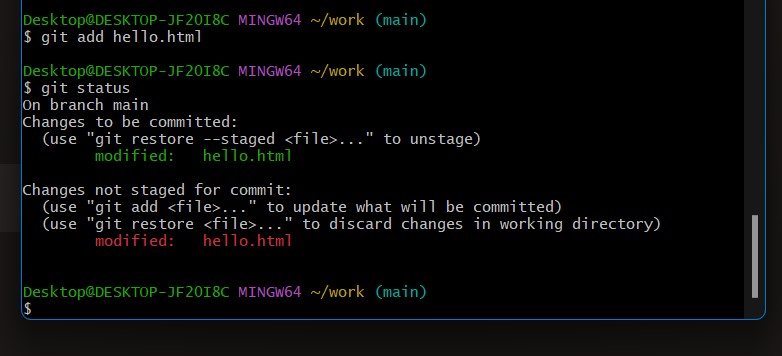 Desktop@DESKTOP-JF2OI8C MINGW64 ~/work (main)
$ git add hello.html
Desktop@DESKTOP-JF2OI8C MINGW64 ~/work (main)
$ git status
On branch main
Changes to be committed:
  (use "git restore --staged <file>..." to unstage)
        modified:   hello.html
Changes not staged for commit:
  (use "git add <file>..." to update what will be committed)
  (use "git restore <file>..." to discard changes in working directory)
        modified:   hello.html
Desktop@DESKTOP-JF2OI8C MINGW64 ~/work (main)
$